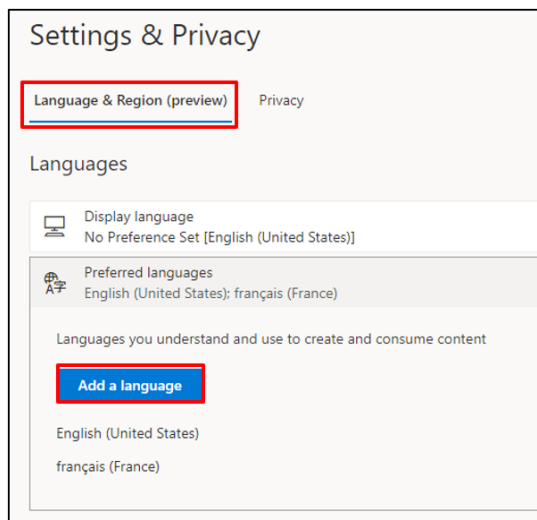 Settings & Privacy
Language & Region (preview) Privacy
Languages
Display language
No Preference Set [English (United States)]
Preferred languages
English (United States); français (France)
Languages you understand and use to create and consume content
Add a language
English (United States)
français (France)